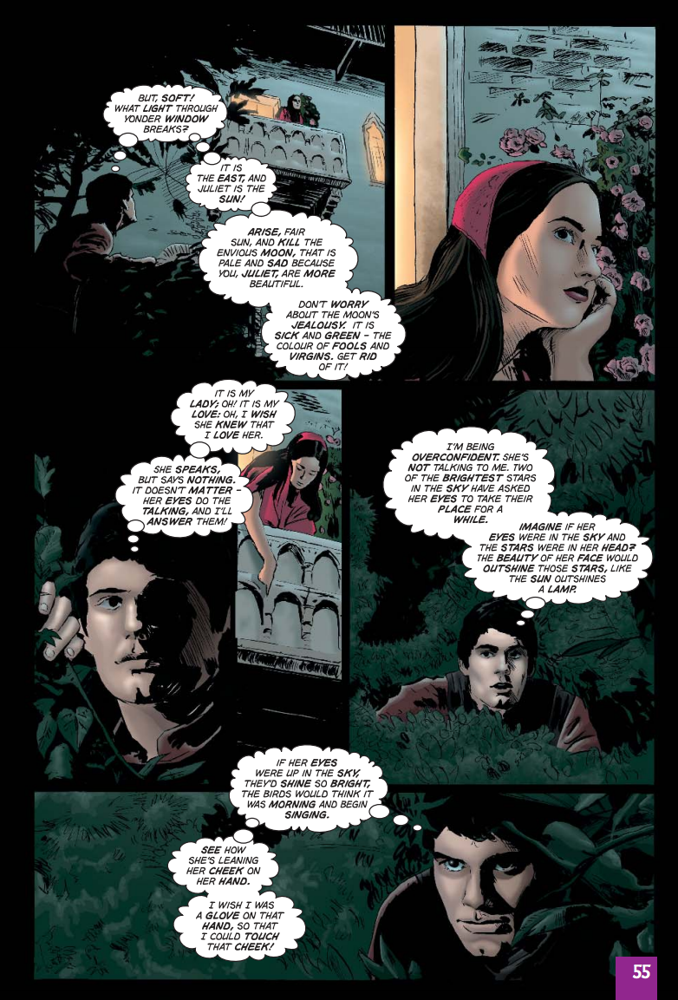 BUT, SOFT!
WHAT LIGHT THROUGH
YONDER WINDOW
BREAKS?
IT IS
THE EAST, AND
JULIET IS THE
SUN!
ARISE, FAIR
SUN, AND KILL THE
ENVIOUS MOON, THAT IS
PALE AND SAD BECAUSE
YOU, JULIET, ARE MORE
BEAUTIFUL.
DON'T WORRY
ABOUT THE MOON'S
JEALOUSY. IT IS
SICK AND GREEN – THE
COLOUR OF FOOLS AND
VIRGINS. GET RID
OF IT!
IT IS MY
LADY; OH! IT IS MY
LOVE: OH, I WISH
SHE KNEW THAT
I LOVE HER.
SHE SPEAKS,
BUT SAYS NOTHING.
IT DOESN'T MATTER –
HER EYES DO THE
TALKING, AND I'LL
ANSWER THEM!
I'M BEING
OVERCONFIDENT. SHE'S
NOT TALKING TO ME. TWO
OF THE BRIGHTEST STARS
IN THE SKY HAVE ASKED
HER EYES TO TAKE THEIR
PLACE FOR A
WHILE.
IMAGINE IF HER
EYES WERE IN THE SKY AND
THE STARS WERE IN HER HEAD?
THE BEAUTY OF HER FACE WOULD
OUTSHINE THOSE STARS, LIKE
THE SUN OUTSHINES
A LAMP.
IF HER EYES
WERE UP IN THE SKY,
THEY'D SHINE SO BRIGHT,
THE BIRDS WOULD THINK IT
WAS MORNING AND BEGIN
SINGING.
SEE HOW
SHE'S LEANING
HER CHEEK ON
HER HAND.
I WISH I WAS
A GLOVE ON THAT
HAND, SO THAT
I COULD TOUCH
THAT CHEEK!
55